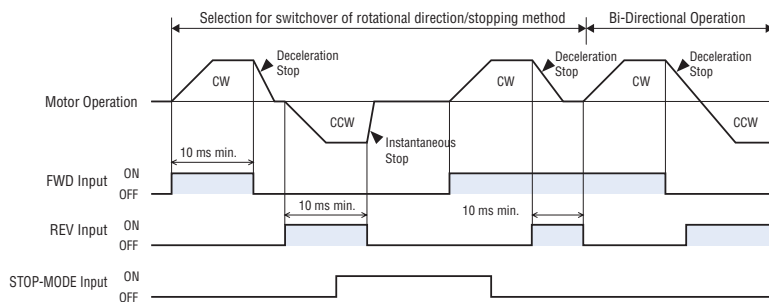 Selection for switchover of rotational direction/stopping method
Bi-Directional Operation
Deceleration
Stop
Deceleration
Stop
Deceleration
Stop
CW
CW
CW
Motor Operation
CCW
CCW
Instantaneous
Stop
10 ms min.
FWD Input
ON
OFF
10 ms min.
10 ms min.
REV Input
ON
OFF
STOP-MODE Input
ON
OFF